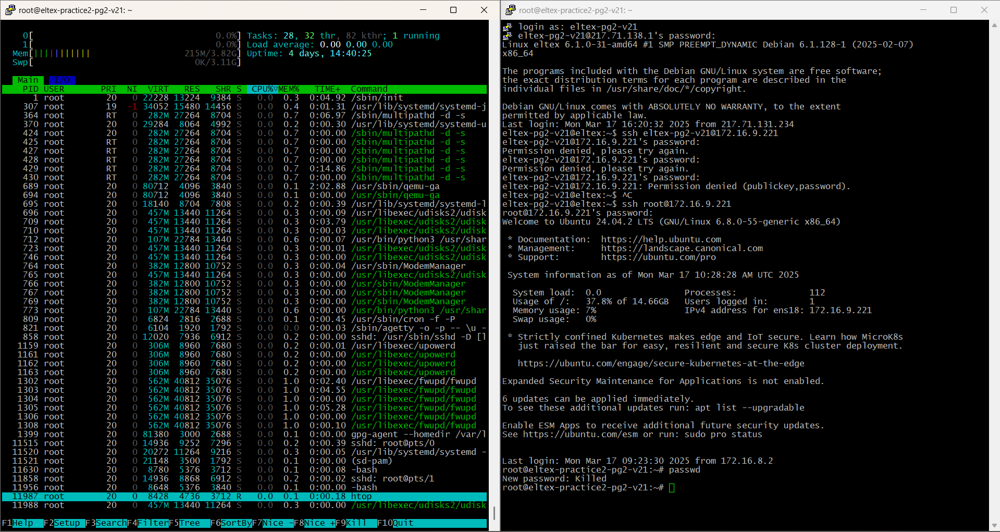 root@eltex-practice2-pg2-v21: ~
0[ 0.0%] Tasks: 28, 32 thr, 82 kthr; 1 running
1[ 0.0%] Load average: 0.00 0.00 0.00
Mem[|||||||||||| 215M/3.82G] Uptime: 4 days, 14:40:25
Swp[ 0K/3.11G]
Main I/O
PID USER PRI NI VIRT RES SHR S CPU%▽MEM% TIME+ Command
1 root 20 0 22228 13224 9384 S 0.0 0.3 0:04.92 /sbin/init
307 root 19 -1 34052 15480 14456 S 0.0 0.4 0:01.31 /usr/lib/systemd/systemd-j
364 root RT 0 282M 27264 8704 S 0.0 0.7 0:06.97 /sbin/multipathd -d -s
370 root 20 0 29284 8064 4992 S 0.0 0.2 0:00.30 /usr/lib/systemd/systemd-u
424 root 20 0 282M 27264 8704 S 0.0 0.7 0:00.00 /sbin/multipathd -d -s
425 root RT 0 282M 27264 8704 S 0.0 0.7 0:00.00 /sbin/multipathd -d -s
427 root RT 0 282M 27264 8704 S 0.0 0.7 0:00.00 /sbin/multipathd -d -s
428 root RT 0 282M 27264 8704 S 0.0 0.7 0:00.00 /sbin/multipathd -d -s
429 root RT 0 282M 27264 8704 S 0.0 0.7 0:14.86 /sbin/multipathd -d -s
430 root RT 0 282M 27264 8704 S 0.0 0.7 0:00.00 /sbin/multipathd -d -s
689 root 20 0 80712 4096 3840 S 0.0 0.1 2:02.88 /usr/sbin/qemu-ga
694 root 20 0 80712 4096 3840 S 0.0 0.1 0:00.00 /usr/sbin/qemu-ga
695 root 20 0 18140 8704 7808 S 0.0 0.2 0:00.39 /usr/lib/systemd/systemd-l
696 root 20 0 457M 13440 11264 S 0.0 0.3 0:00.09 /usr/libexec/udisks2/udisk
709 root 20 0 457M 13440 11264 S 0.0 0.3 0:03.79 /usr/libexec/udisks2/udisk
710 root 20 0 457M 13440 11264 S 0.0 0.3 0:00.03 /usr/libexec/udisks2/udisk
712 root 20 0 107M 22784 13440 S 0.0 0.6 0:00.07 /usr/bin/python3 /usr/shar
723 root 20 0 457M 13440 11264 S 0.0 0.3 0:00.01 /usr/libexec/udisks2/udisk
746 root 20 0 457M 13440 11264 S 0.0 0.3 0:00.00 /usr/libexec/udisks2/udisk
764 root 20 0 382M 12800 10752 S 0.0 0.3 0:00.04 /usr/sbin/ModemManager
765 root 20 0 457M 13440 11264 S 0.0 0.3 0:00.00 /usr/libexec/udisks2/udisk
766 root 20 0 382M 12800 10752 S 0.0 0.3 0:00.00 /usr/sbin/ModemManager
767 root 20 0 382M 12800 10752 S 0.0 0.3 0:00.00 /usr/sbin/ModemManager
769 root 20 0 382M 12800 10752 S 0.0 0.3 0:00.00 /usr/sbin/ModemManager
773 root 20 0 107M 22784 13440 S 0.0 0.6 0:00.00 /usr/bin/python3 /usr/shar
809 root 20 0 6824 2816 2688 S 0.0 0.1 0:00.45 /usr/sbin/cron -f -P
821 root 20 0 6104 1920 1792 S 0.0 0.0 0:00.03 /sbin/agetty -o -p -- \u -
858 root 20 0 12020 7936 6912 S 0.0 0.2 0:00.00 sshd: /usr/sbin/sshd -D [l
1159 root 20 0 306M 8960 7680 S 0.0 0.2 0:00.01 /usr/libexec/upowerd
1161 root 20 0 306M 8960 7680 S 0.0 0.2 0:00.00 /usr/libexec/upowerd
1162 root 20 0 306M 8960 7680 S 0.0 0.2 0:00.00 /usr/libexec/upowerd
1163 root 20 0 306M 8960 7680 S 0.0 0.2 0:00.00 /usr/libexec/upowerd
1302 root 20 0 562M 40812 35076 S 0.0 1.0 0:02.40 /usr/libexec/fwupd/fwupd
1303 root 20 0 562M 40812 35076 S 0.0 1.0 0:04.55 /usr/libexec/fwupd/fwupd
1304 root 20 0 562M 40812 35076 S 0.0 1.0 0:00.00 /usr/libexec/fwupd/fwupd
1305 root 20 0 562M 40812 35076 S 0.0 1.0 0:05.28 /usr/libexec/fwupd/fwupd
1306 root 20 0 562M 40812 35076 S 0.0 1.0 0:00.00 /usr/libexec/fwupd/fwupd
1308 root 20 0 562M 40812 35076 S 0.0 1.0 0:00.10 /usr/libexec/fwupd/fwupd
1399 root 20 0 81380 3000 2688 S 0.0 0.1 0:00.00 gpg-agent --homedir /var/l
11515 root 20 0 14936 9252 7296 S 0.0 0.2 0:00.39 sshd: root@pts/0
11520 root 20 0 20272 11264 9216 S 0.0 0.3 0:00.05 /usr/lib/systemd/systemd -
11521 root 20 0 21148 3500 1792 S 0.0 0.1 0:00.00 (sd-pam)
11630 root 20 0 8780 5376 3712 S 0.0 0.1 0:00.08 -bash
11858 root 20 0 14936 8868 6912 S 0.0 0.2 0:00.02 sshd: root@pts/1
11956 root 20 0 8648 5376 3840 S 0.0 0.1 0:00.00 -bash
11987 root 20 0 8428 4736 3712 R 0.0 0.1 0:00.18 htop
11988 root 20 0 457M 13440 11264 S 0.0 0.3 0:00.00 /usr/libexec/udisks2/udisk
F1Help F2Setup F3SearchF4FilterF5Tree F6SortByF7Nice -F8Nice +F9Kill F10Quit
root@eltex-practice2-pg2-v21: ~
login as: eltex-pg2-v21
eltex-pg2-v21@217.71.138.1's password:
Linux eltex 6.1.0-31-amd64 #1 SMP PREEMPT_DYNAMIC Debian 6.1.128-1 (2025-02-07)
x86_64
The programs included with the Debian GNU/Linux system are free software;
the exact distribution terms for each program are described in the
individual files in /usr/share/doc/*/copyright.
Debian GNU/Linux comes with ABSOLUTELY NO WARRANTY, to the extent
permitted by applicable law.
Last login: Mon Mar 17 16:20:32 2025 from 217.71.131.234
eltex-pg2-v21@eltex:~$ ssh eltex-pg2-v21@172.16.9.221
eltex-pg2-v21@172.16.9.221's password:
Permission denied, please try again.
eltex-pg2-v21@172.16.9.221's password:
Permission denied, please try again.
eltex-pg2-v21@172.16.9.221's password:
eltex-pg2-v21@172.16.9.221: Permission denied (publickey,password).
eltex-pg2-v21@eltex:~$ ^C
eltex-pg2-v21@eltex:~$ ssh root@172.16.9.221
root@172.16.9.221's password:
Welcome to Ubuntu 24.04.2 LTS (GNU/Linux 6.8.0-55-generic x86_64)
* Documentation: https://help.ubuntu.com
* Management: https://landscape.canonical.com
* Support: https://ubuntu.com/pro
System information as of Mon Mar 17 10:28:28 AM UTC 2025
System load: 0.0 Processes: 112
Usage of /: 37.8% of 14.66GB Users logged in: 1
Memory usage: 7% IPv4 address for ens18: 172.16.9.221
Swap usage: 0%
* Strictly confined Kubernetes makes edge and IoT secure. Learn how MicroK8s
just raised the bar for easy, resilient and secure K8s cluster deployment.
https://ubuntu.com/engage/secure-kubernetes-at-the-edge
Expanded Security Maintenance for Applications is not enabled.
6 updates can be applied immediately.
To see these additional updates run: apt list --upgradable
Enable ESM Apps to receive additional future security updates.
See https://ubuntu.com/esm or run: sudo pro status
Last login: Mon Mar 17 09:23:30 2025 from 172.16.8.2
root@eltex-practice2-pg2-v21:~# passwd
New password: Killed
root@eltex-practice2-pg2-v21:~#